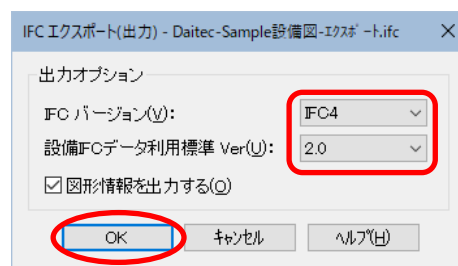 IFC エクスポート(出力) - Daitec-Sample設備図-ｴｸｽﾎﾟｰﾄ.ifc
出力オプション
IFC バージョン(V): IFC4
設備IFCデータ利用標準 Ver(U): 2.0
図形情報を出力する(O)
OK キャンセル ヘルプ(H)